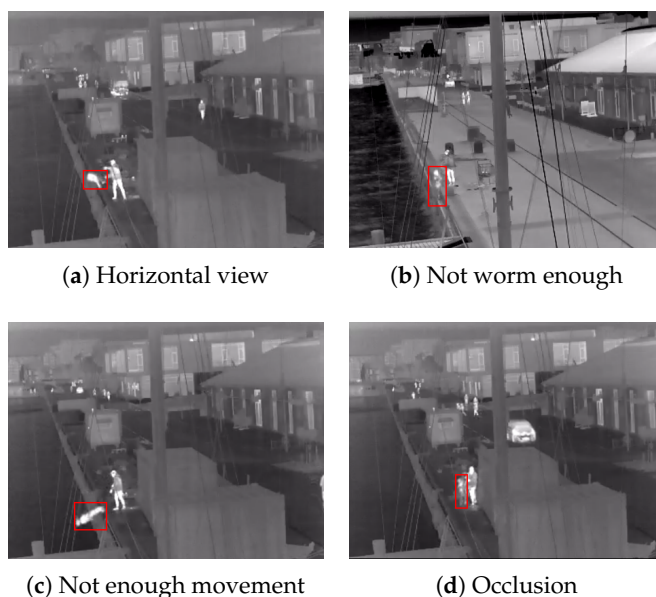 (a) Horizontal view
(b) Not worm enough
(c) Not enough movement
(d) Occlusion